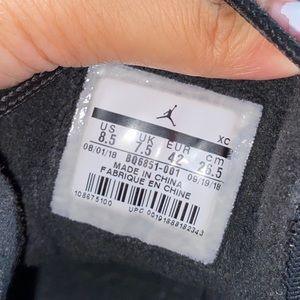 XC
US UK EUR cm
8.5 7.5 42 26.5
08/01/18 BQ6851-001 09/19/18
MADE IN CHINA
FABRIQUE EN CHINE
UPC